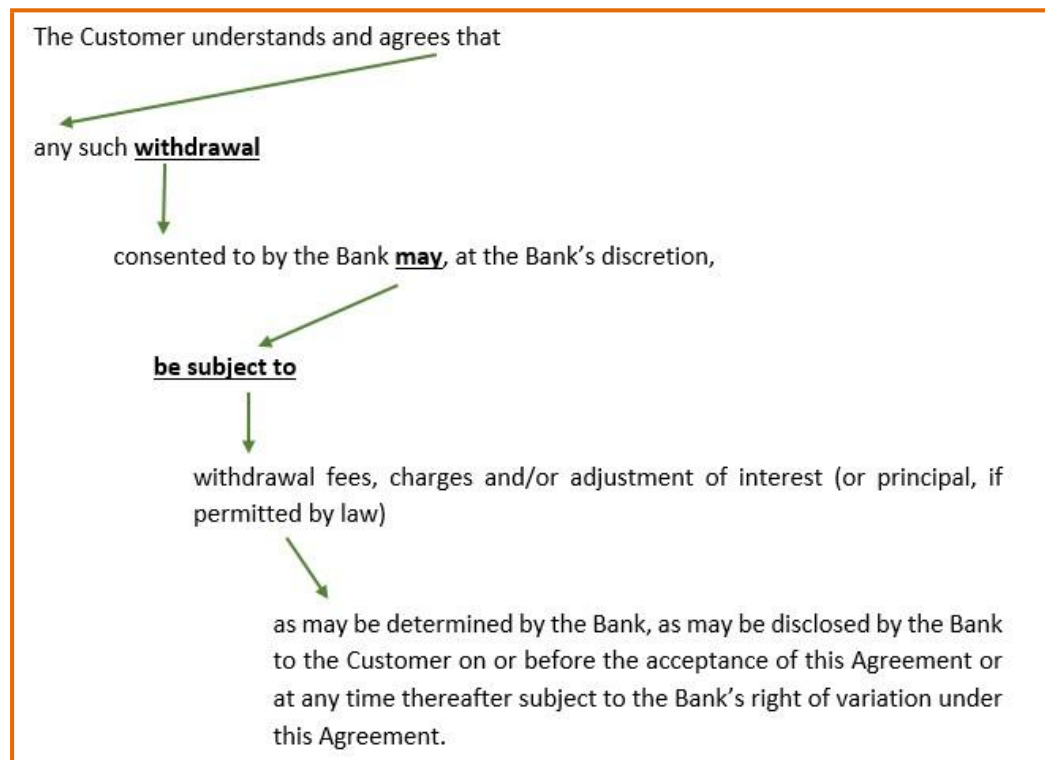 The Customer understands and agrees that
any such withdrawal
consented to by the Bank may, at the Bank’s discretion,
be subject to
withdrawal fees, charges and/or adjustment of interest (or principal, if
permitted by law)
as may be determined by the Bank, as may be disclosed by the Bank
to the Customer on or before the acceptance of this Agreement or
at any time thereafter subject to the Bank’s right of variation under
this Agreement.